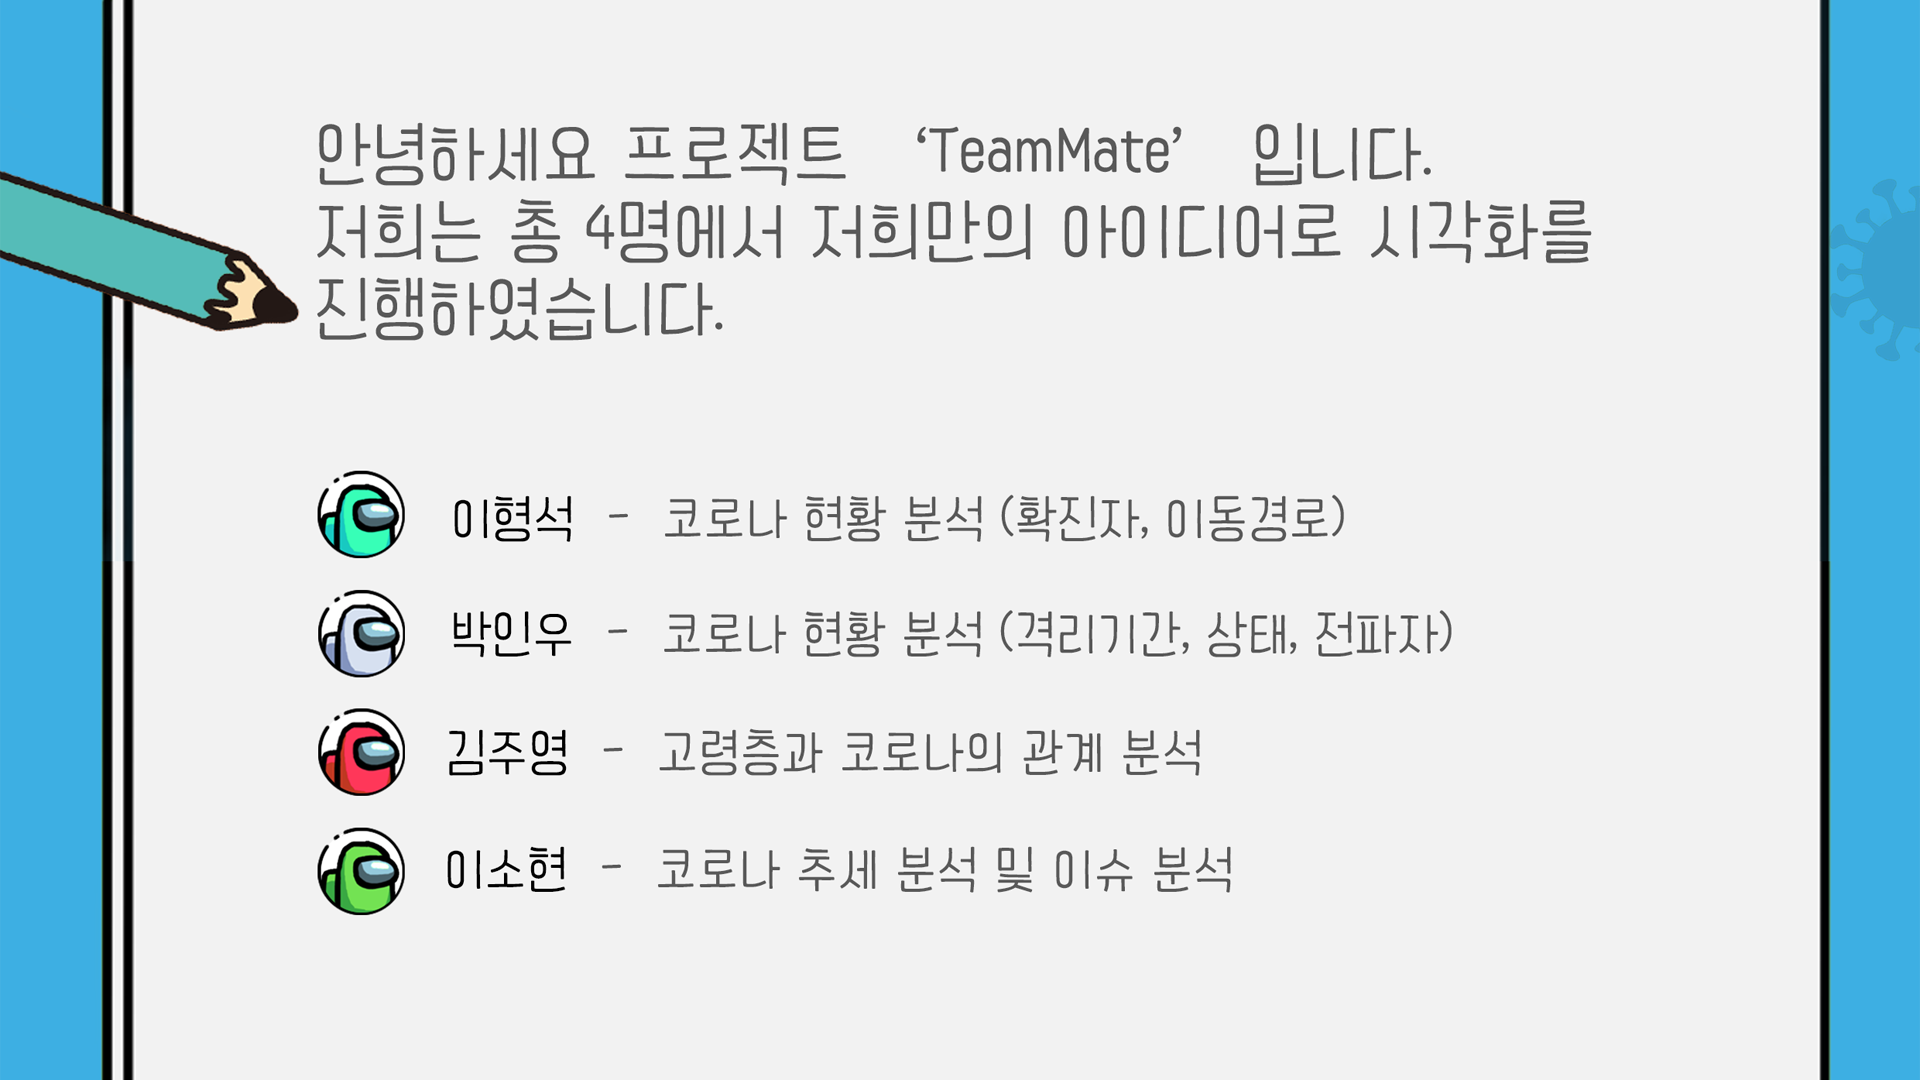 안녕하세요 프로젝트 ‘TeamMate’ 입니다.
저희는 총 4명에서 저희만의 아이디어로 시각화를
진행하였습니다.
이형석 - 코로나 현황 분석 (확진자, 이동경로)
박인우 - 코로나 현황 분석 (격리기간, 상태, 전파자)
김주영 - 고령층과 코로나의 관계 분석
이소현 - 코로나 추세 분석 및 이슈 분석